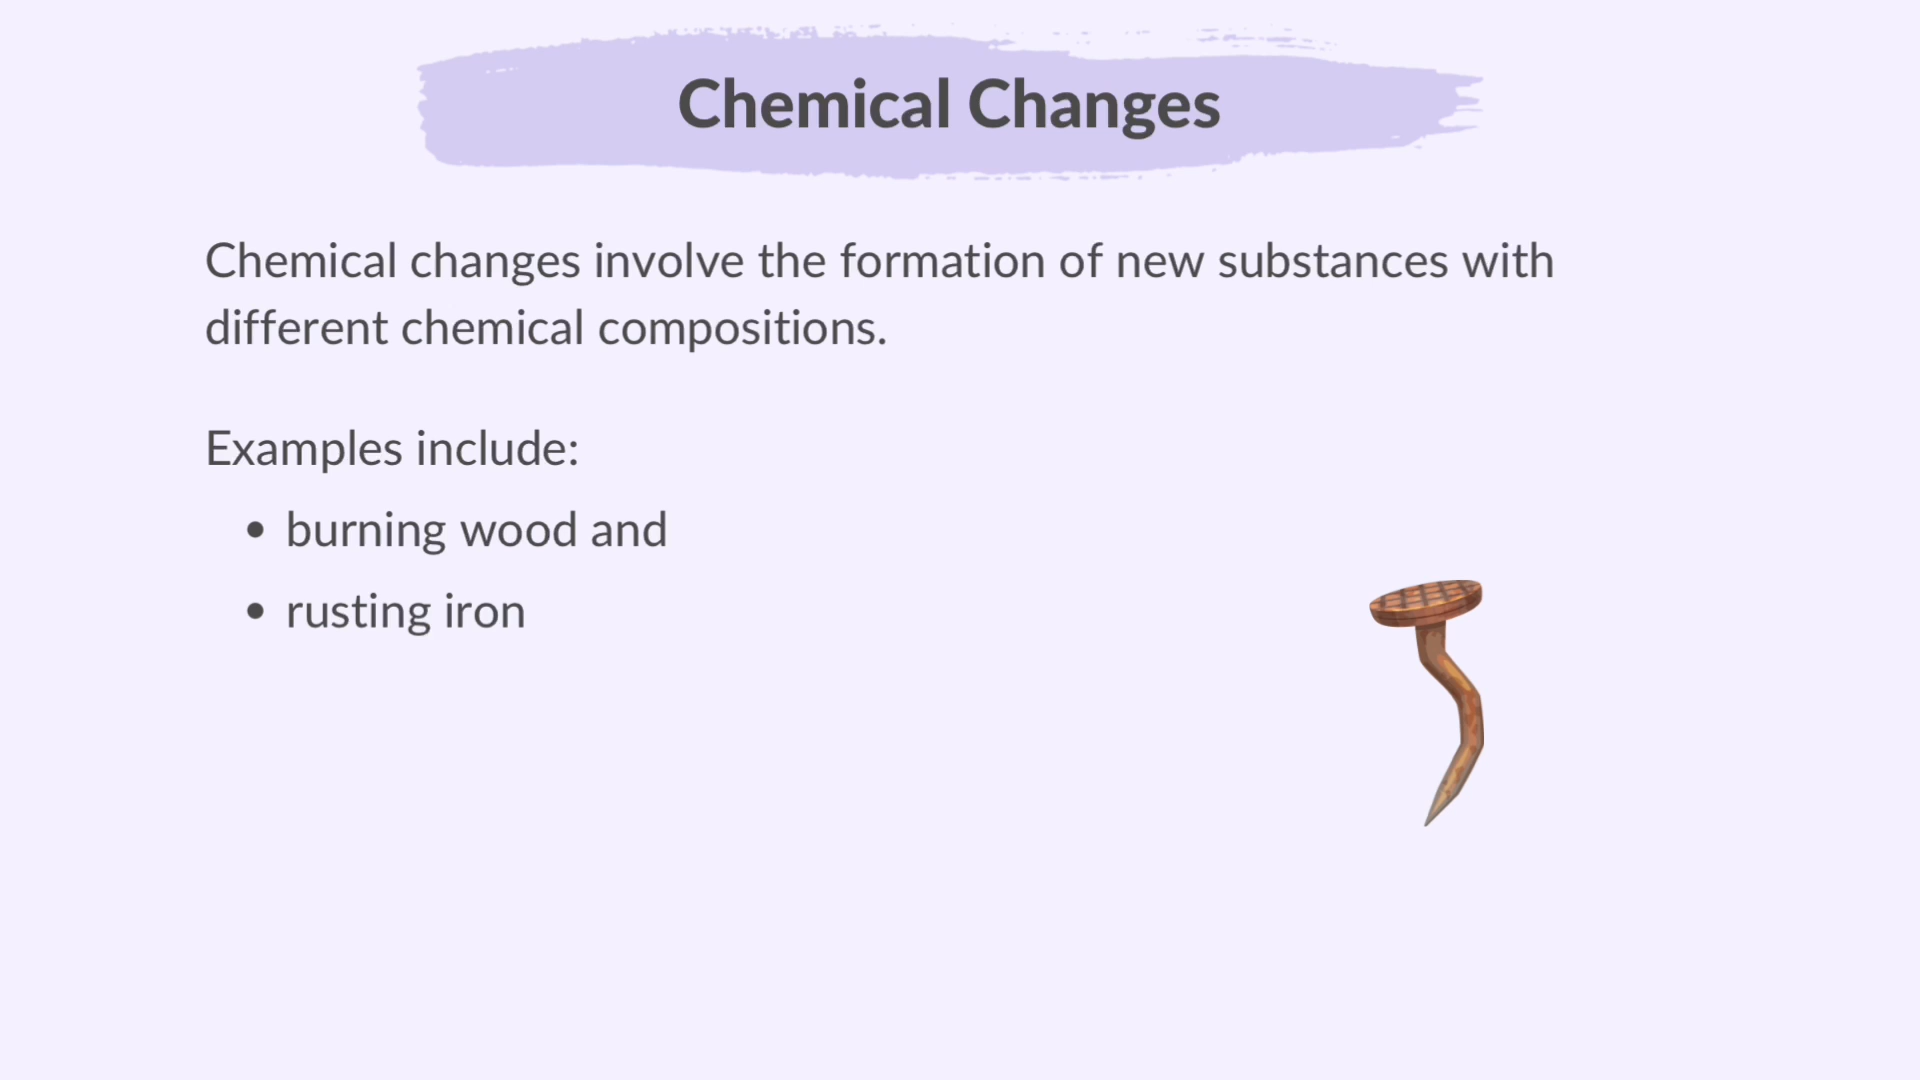 Chemical Changes
Chemical changes involve the formation of new substances with
different chemical compositions.
Examples include:
• burning wood and
• rusting iron